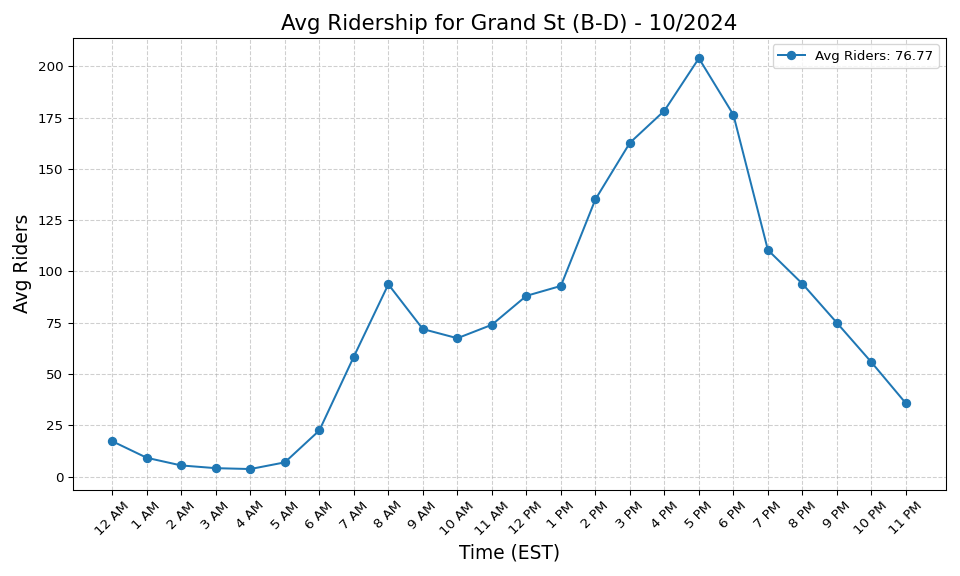 Avg Ridership for Grand St (B-D) - 10/2024
Avg Riders: 76.77
Avg Riders
200
175
150
125
100
75
50
25
0
12 AM
1 AM
2 AM
3 AM
4 AM
5 AM
6 AM
7 AM
8 AM
9 AM
10 AM
11 AM
12 PM
1 PM
2 PM
3 PM
4 PM
5 PM
6 PM
7 PM
8 PM
9 PM
10 PM
11 PM
Time (EST)